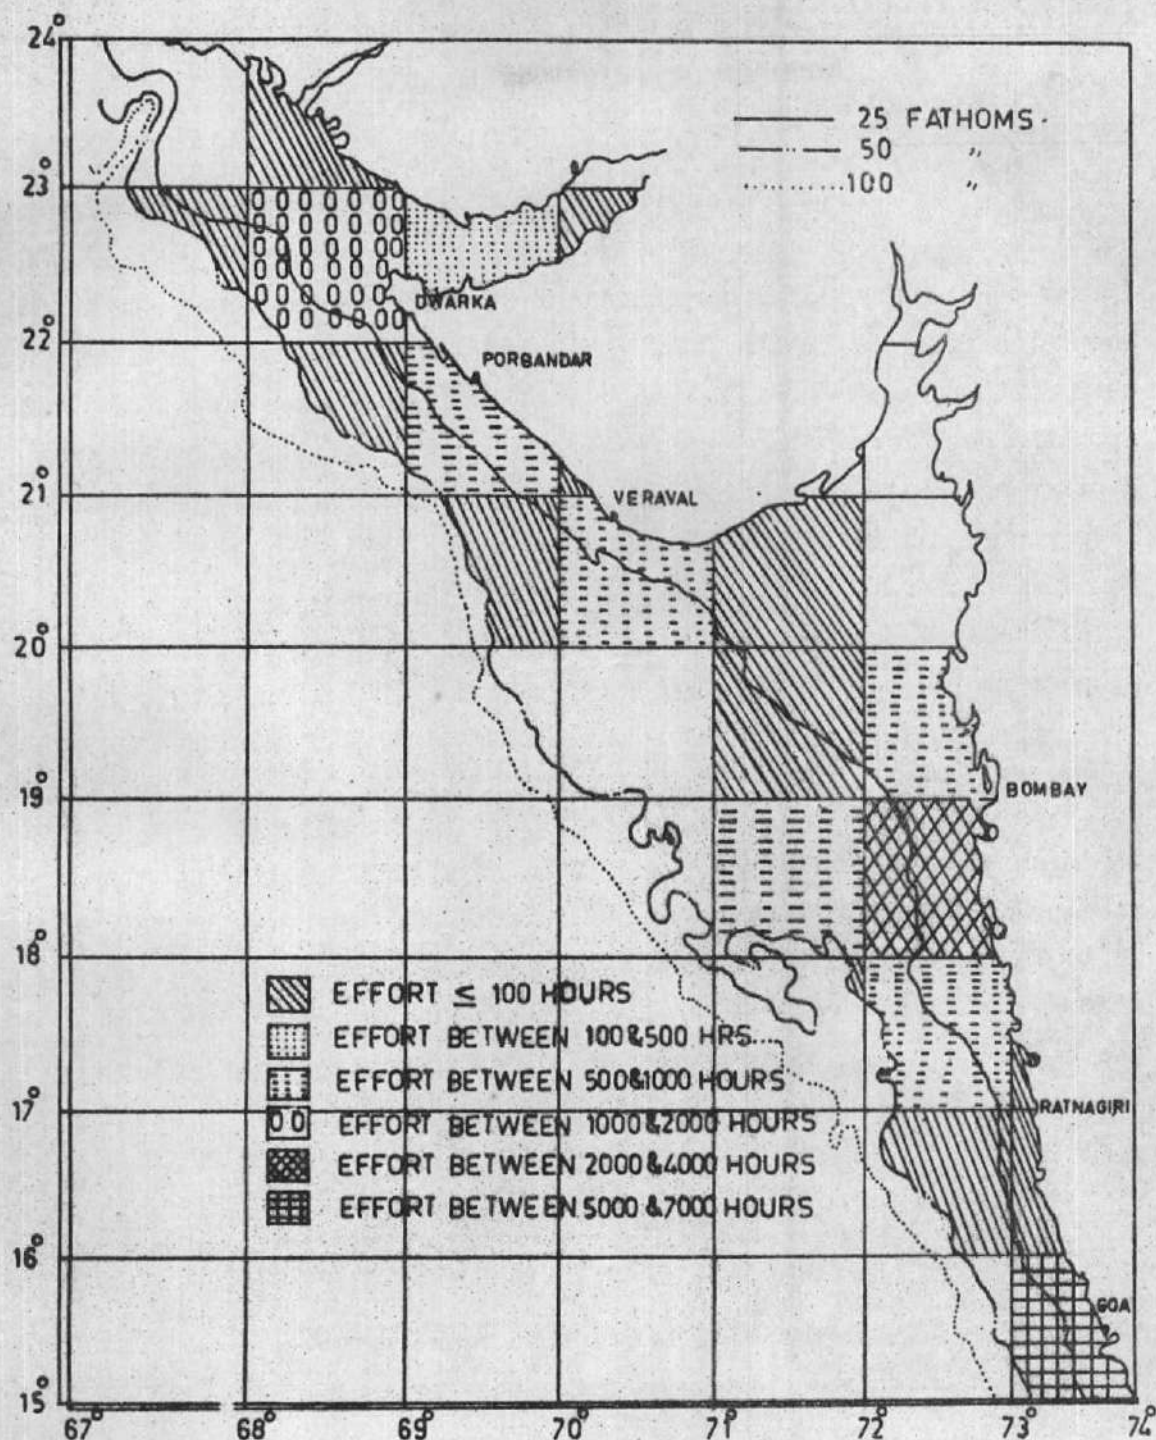 24°
25 FATHOMS
50 "
100 "
23°
DWARKA
22°
PORBANDAR
21°
VERAVAL
20°
19°
BOMBAY
18°
EFFORT ≤ 100 HOURS
EFFORT BETWEEN 100&500 HRS
EFFORT BETWEEN 500&1000 HOURS
17°
RATNAGIRI
EFFORT BETWEEN 1000&2000 HOURS
EFFORT BETWEEN 2000&4000 HOURS
EFFORT BETWEEN 5000&7000 HOURS
16°
GOA
15°
67° 68° 69° 70° 71° 72° 73° 74°